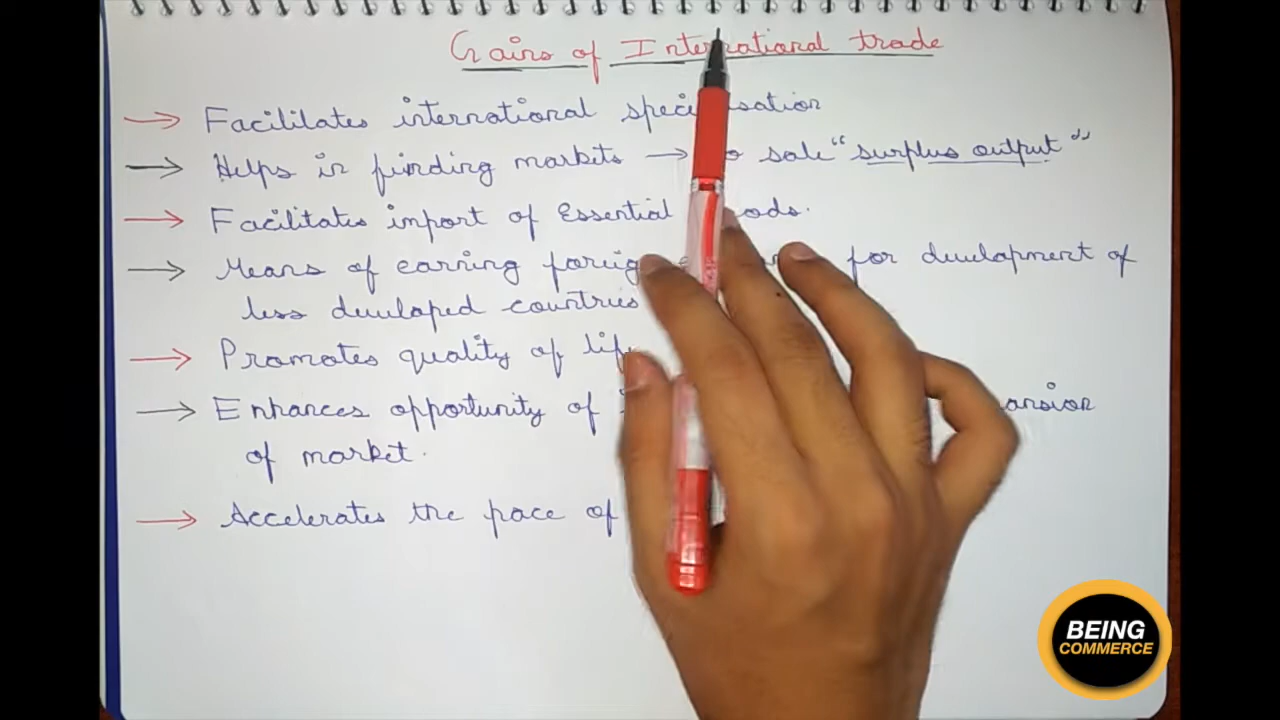 Gains of International trade
→ Facilitates international specialisation
→ Helps in finding markets → to sale "surplus output"
→ Facilitates import of Essential goods.
→ Means of earning foreign for development of
less developed countries
→ Promotes quality of life
→ Enhances opportunity of
of market.
→ Accelerates the pace of
BEING
COMMERCE